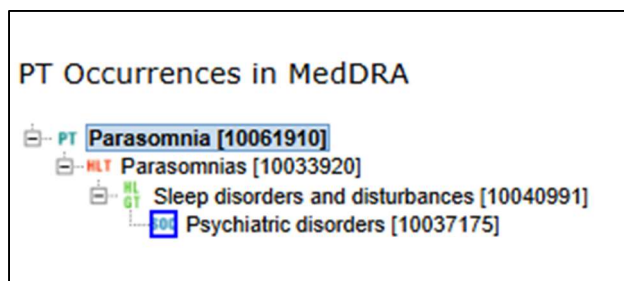 PT Occurrences in MedDRA
PT Parasomnia [10061910]
HLT Parasomnias [10033920]
HLGT Sleep disorders and disturbances [10040991]
SOC Psychiatric disorders [10037175]